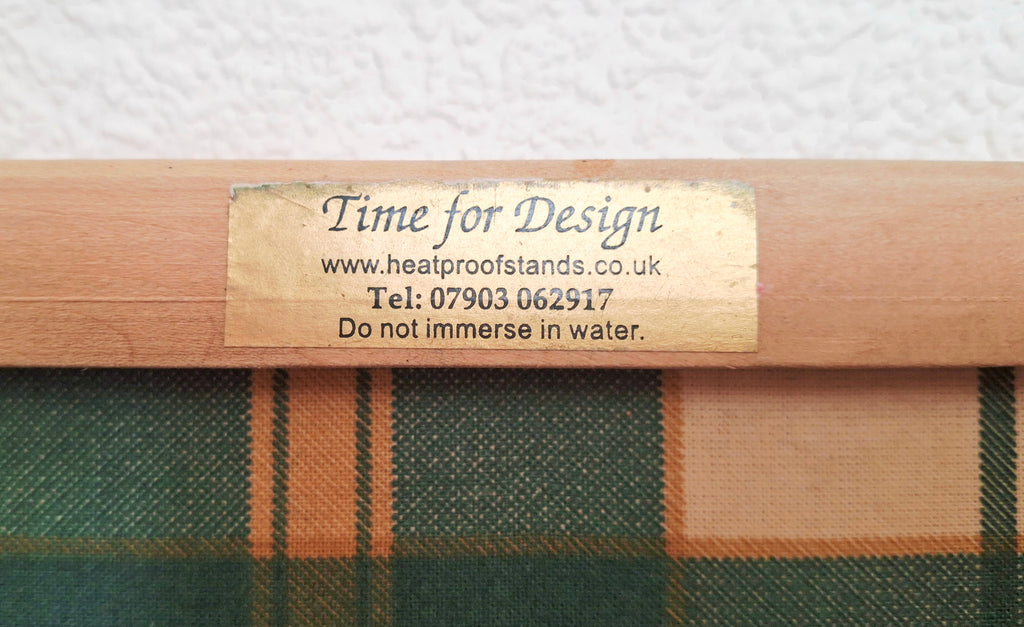 Time for Design
www.heatproofstands.co.uk
Tel: 07903 062917
Do not immerse in water.